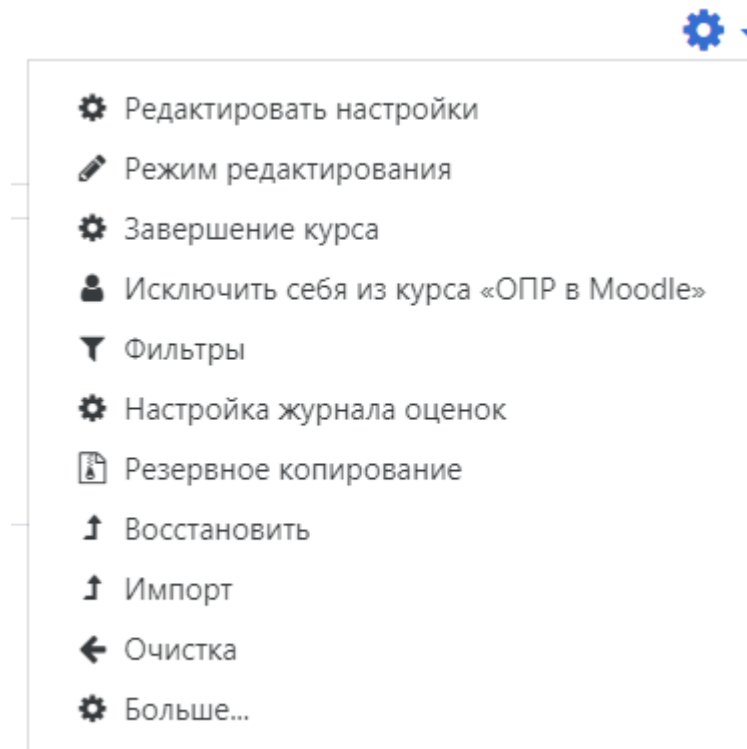 Редактировать настройки
Режим редактирования
Завершение курса
Исключить себя из курса «ОПР в Moodle»
Фильтры
Настройка журнала оценок
Резервное копирование
Восстановить
Импорт
Очистка
Больше...